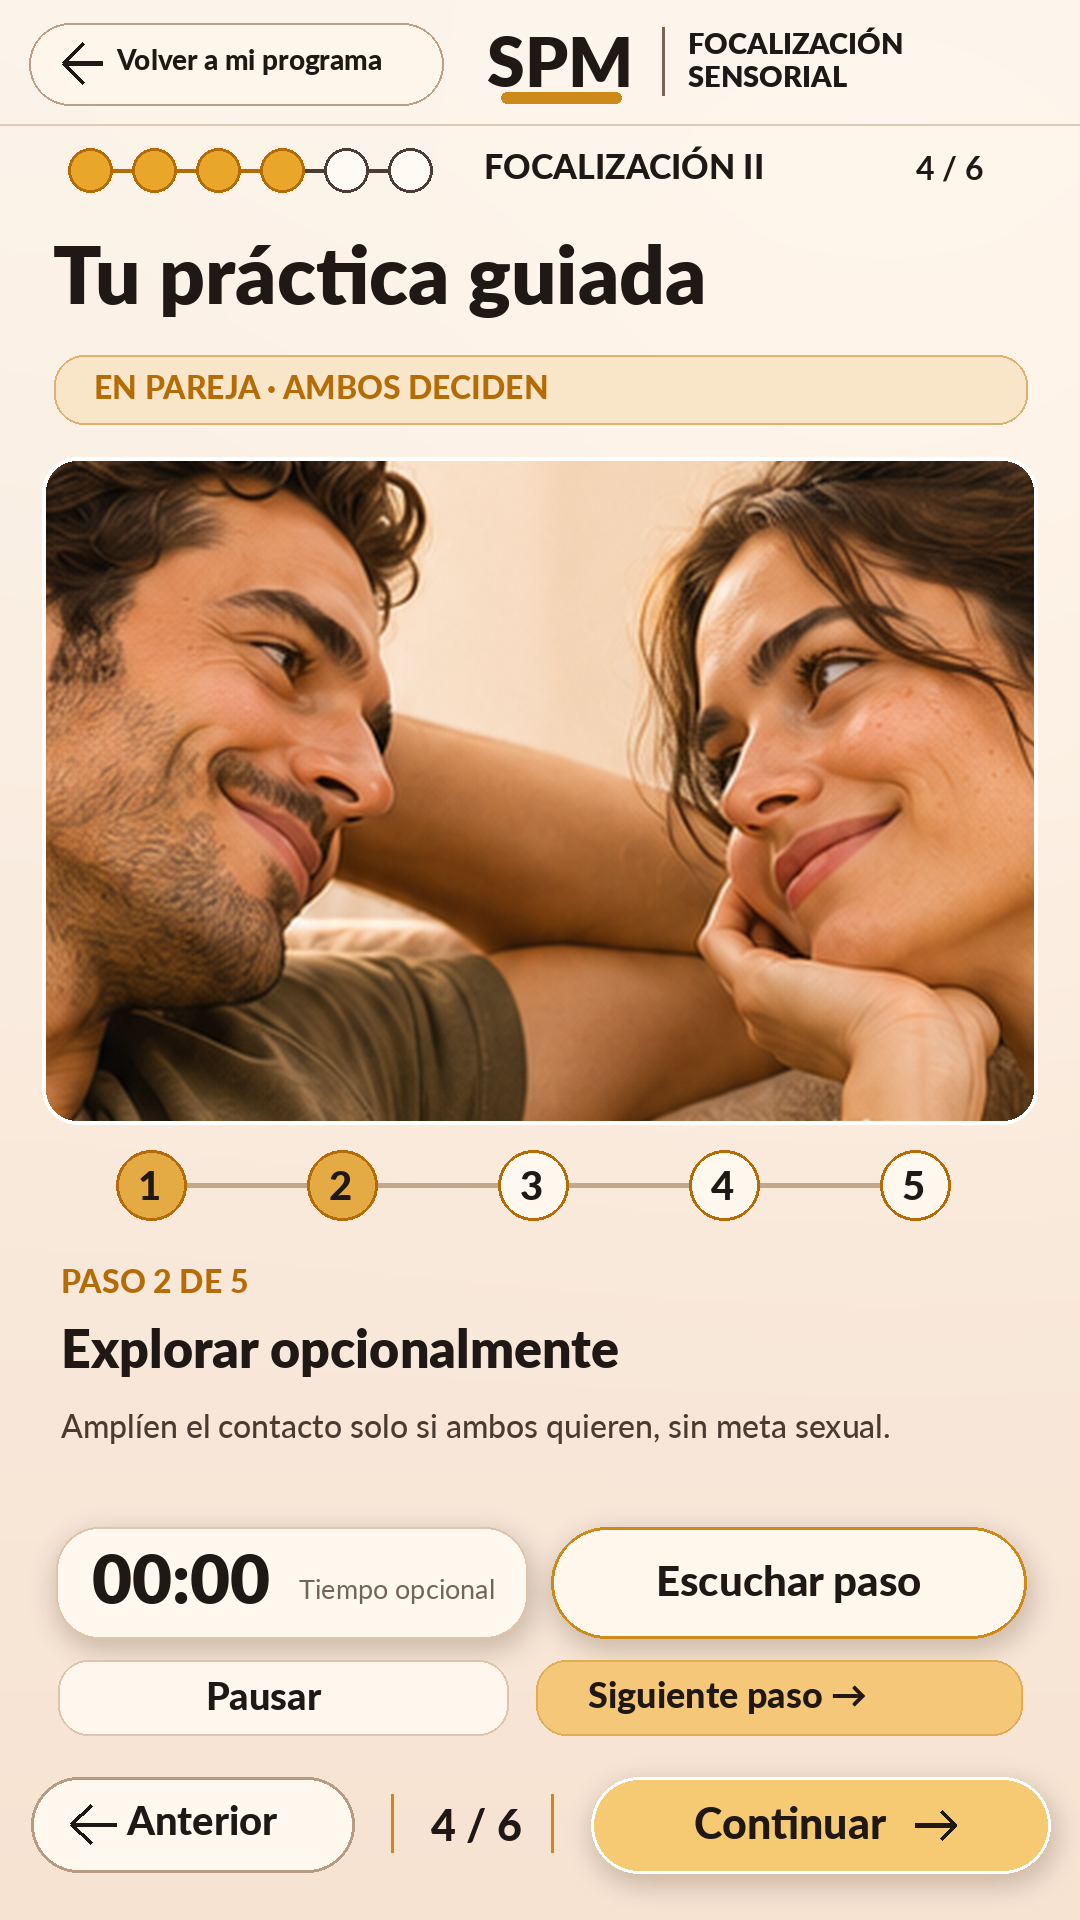 Volver a mi programa
SPM
FOCALIZACIÓN
SENSORIAL
FOCALIZACIÓN II
4 / 6
Tu práctica guiada
EN PAREJA · AMBOS DECIDEN
1
2
3
4
5
PASO 2 DE 5
Explorar opcionalmente
Amplíen el contacto solo si ambos quieren, sin meta sexual.
00:00
Tiempo opcional
Escuchar paso
Pausar
Siguiente paso →
← Anterior
4 / 6
Continuar →